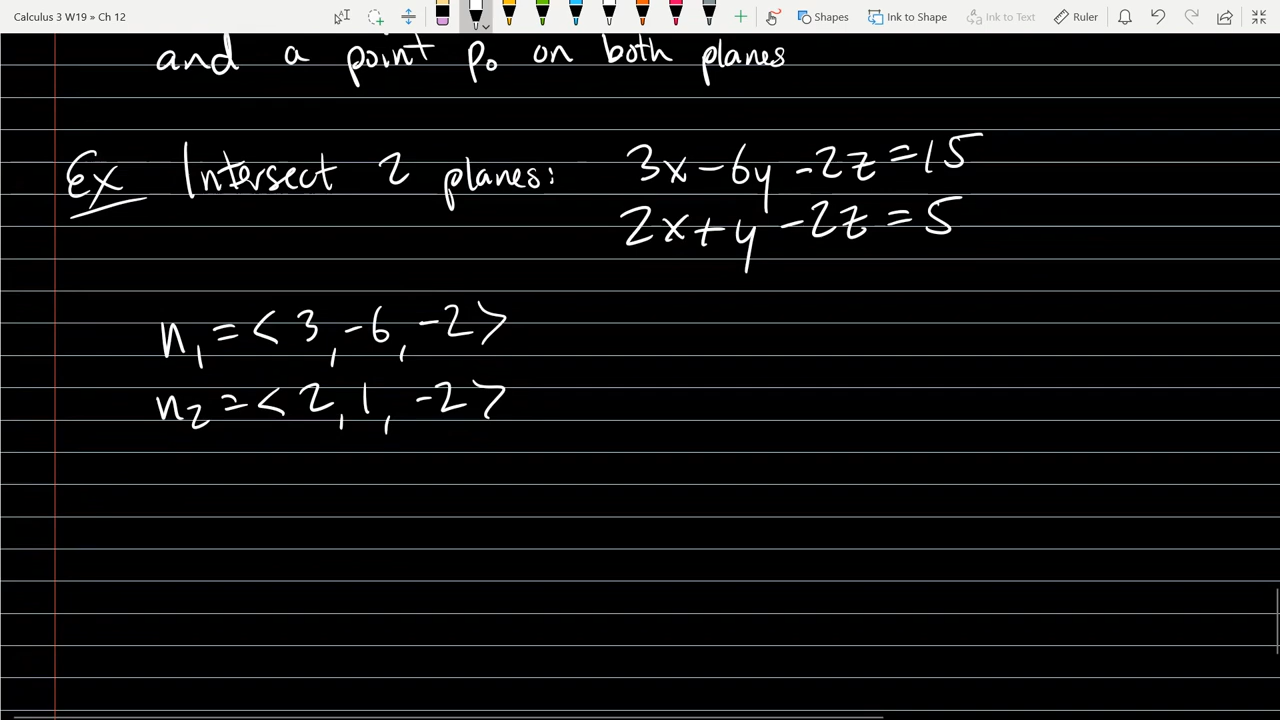 Calculus 3 W19 » Ch 12
Shapes Ink to Shape Ink to Text Ruler
and a point p₀ on both planes
Ex Intersect 2 planes: 3x-6y-2z=15
2x+y-2z=5
n₁=<3,-6,-2>
n₂=<2,1,-2>